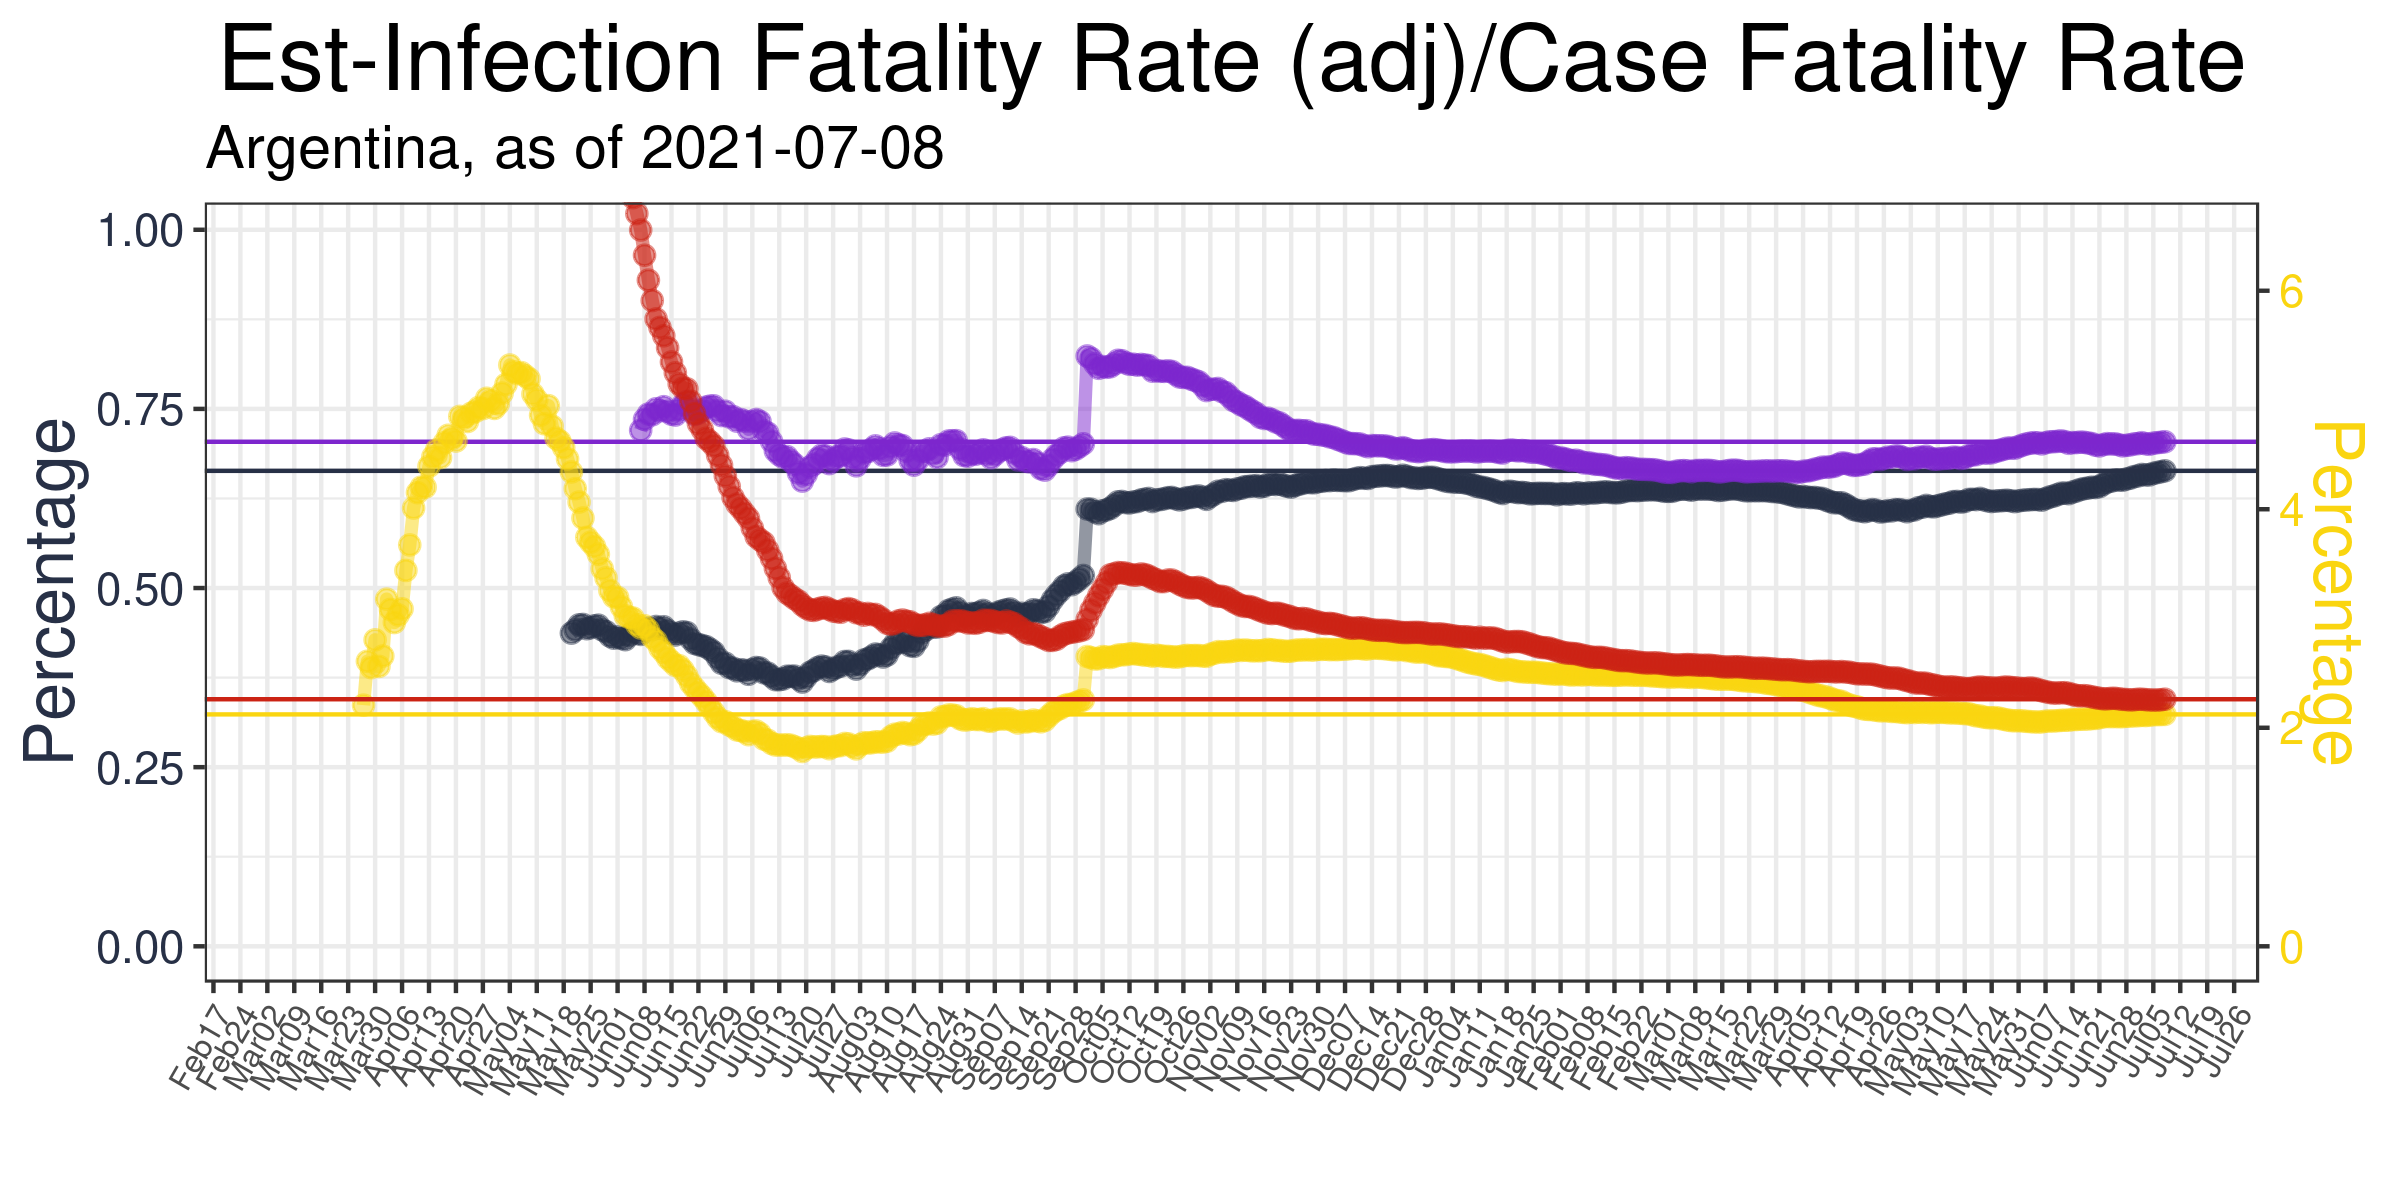 Est-Infection Fatality Rate (adj)/Case Fatality Rate
Argentina, as of 2021-07-08
Percentage
1.00
0.75
0.50
0.25
0.00
6
4
2
0
Percentage
Feb17
Feb24
Mar02
Mar09
Mar16
Mar23
Mar30
Apr06
Apr13
Apr20
Apr27
May04
May11
May18
May25
Jun01
Jun08
Jun15
Jun22
Jun29
Jul06
Jul13
Jul20
Jul27
Aug03
Aug10
Aug17
Aug24
Aug31
Sep07
Sep14
Sep21
Sep28
Oct05
Oct12
Oct19
Oct26
Nov02
Nov09
Nov16
Nov23
Nov30
Dec07
Dec14
Dec21
Dec28
Jan04
Jan11
Jan18
Jan25
Feb01
Feb08
Feb15
Feb22
Mar01
Mar08
Mar15
Mar22
Mar29
Apr05
Apr12
Apr19
Apr26
May03
May10
May17
May24
May31
Jun07
Jun14
Jun21
Jun28
Jul05
Jul12
Jul19
Jul26